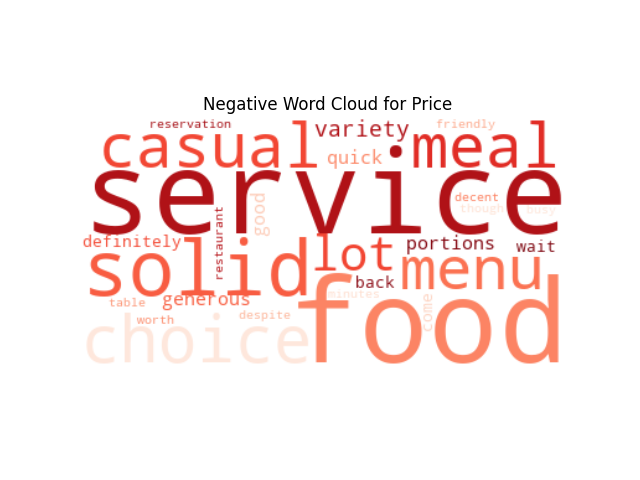 Negative Word Cloud for Price
reservation
variety
friendly
casual
quick
meal
service
decent
though
busy
good
restaurant
definitely
solid
lot
portions
wait
menu
back
minutes
generous
table
worth
despite
come
choice
food